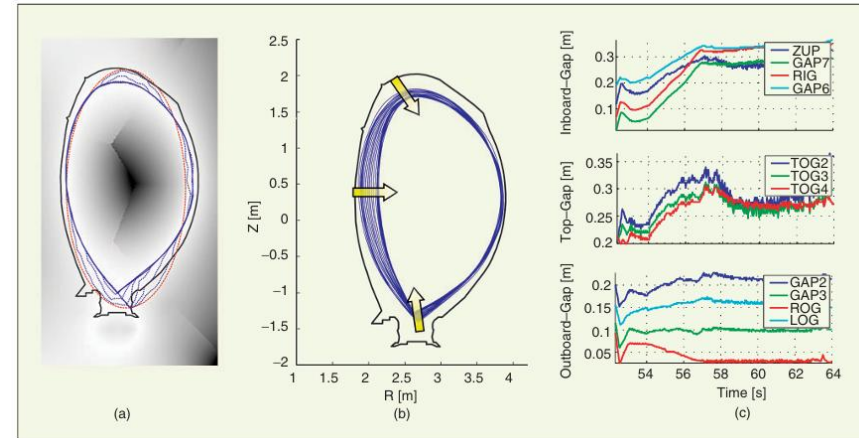 2.5
2
1.5
1
0.5
0
−0.5
−1
−1.5
−2
Z [m]
1 1.5 2 2.5 3 3.5 4
R [m]
Inboard–Gap [m]
0.3
0.2
0.1
ZUP
GAP7
RIG
GAP6
Top–Gap [m]
0.35
0.3
0.25
0.2
TOG2
TOG3
TOG4
Outboard–Gap [m]
0.2
0.15
0.1
0.05
GAP2
GAP3
ROG
LOG
54 56 58 60 62 64
Time [s]
(a) (b) (c)